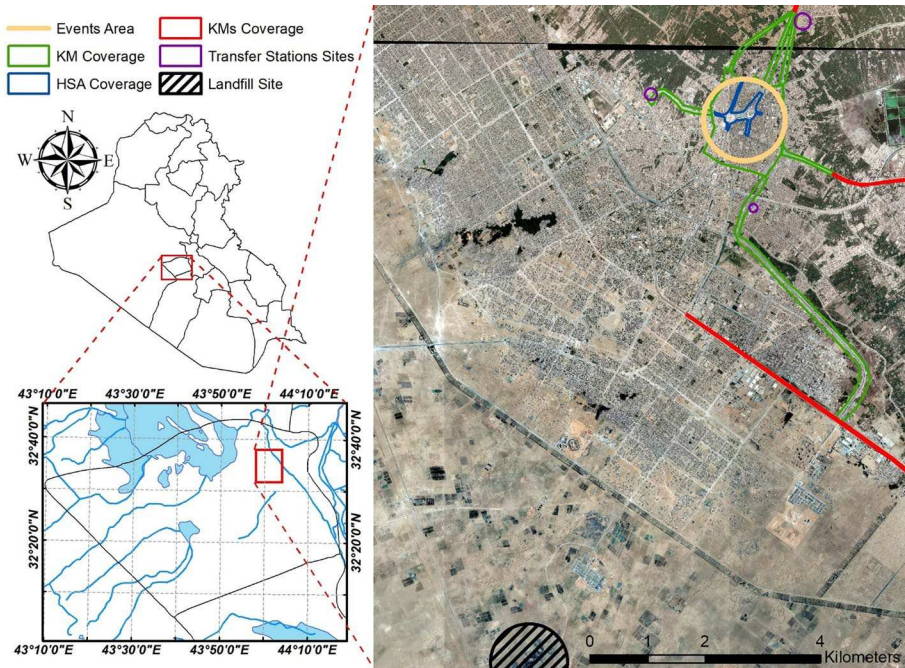 Events Area
KMs Coverage
KM Coverage
Transfer Stations Sites
HSA Coverage
Landfill Site
N
W
E
S
43°10'0"E 43°30'0"E 43°50'0"E 44°10'0"E
32°40'0"N
32°40'0"N
32°20'0"N
32°20'0"N
43°10'0"E 43°30'0"E 43°50'0"E 44°10'0"E
0 1 2 4
Kilometers